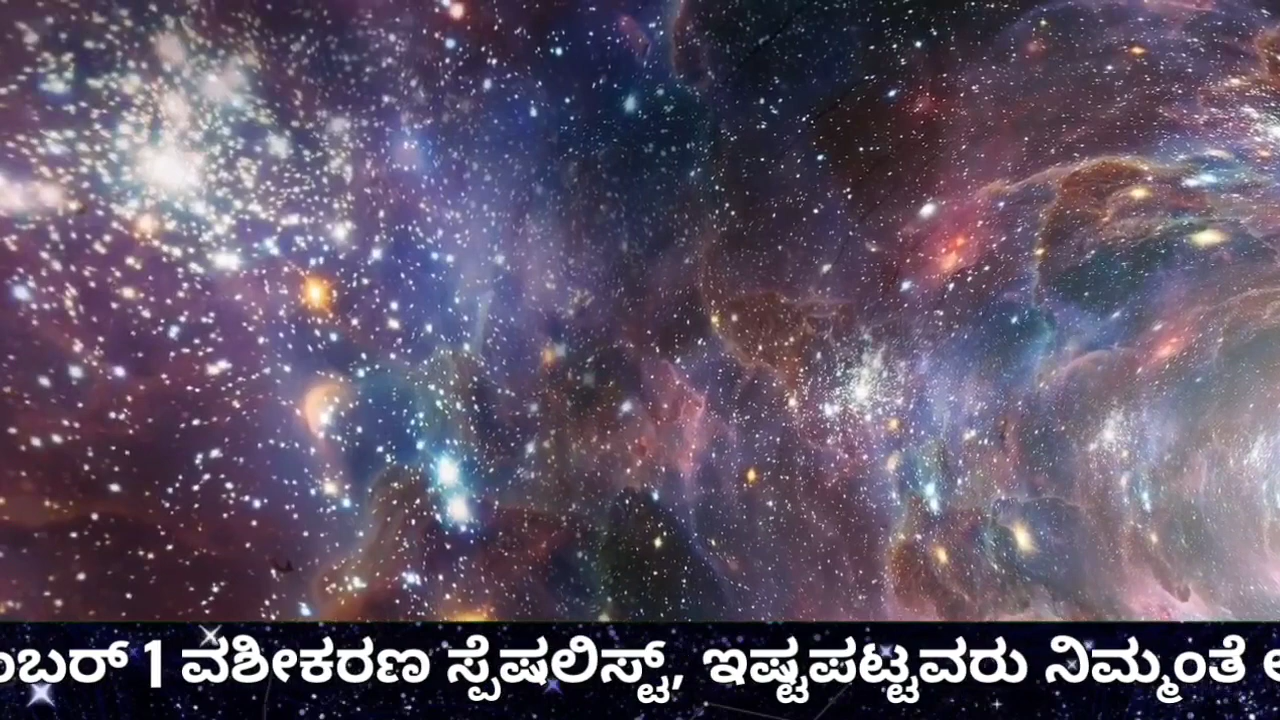 ಂಬರ್ 1 ವಶೀಕರಣ ಸ್ಪೆಷಲಿಸ್ಟ್, ಇಷ್ಟಪಟ್ಟವರು ನಿಮ್ಮಂತೆ